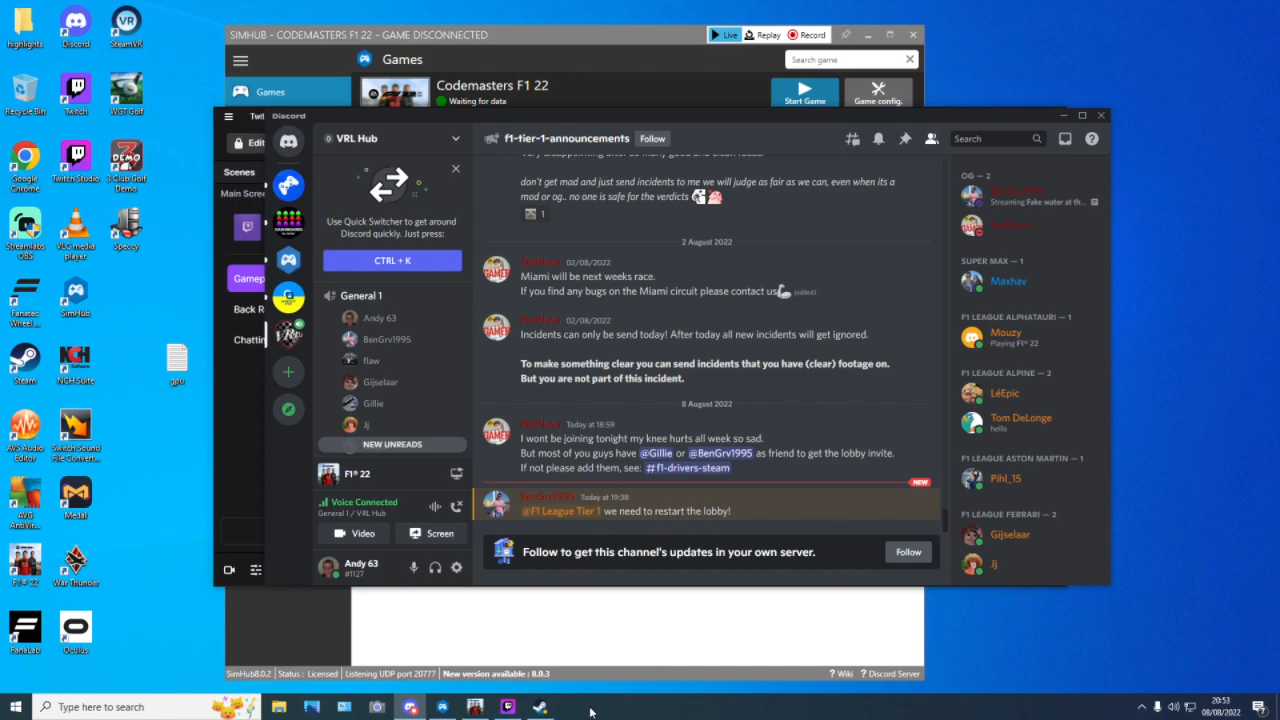 highlights
Discord
SteamVR
Recycle Bin
Twitch
WGT Golf
Google Chrome
Twitch Studio
3 Club Golf Demo
Streamlabs OBS
VLC media player
Speccy
Fanatec Wheel ...
SimHub
Steam
NCH Suite
gpu
AVS Audio Editor
Switch Sound File Convert...
AVG AntiVir...
Medal
F1® 22
War Thunder
FanaLab
Oculus
SIMHUB - CODEMASTERS F1 22 - GAME DISCONNECTED
Live
Replay
Record
Games
Search game
Games
Codemasters F1 22
Waiting for data
Start Game
Game config.
Edit
Scenes
Main Scre
Gamep
Back R
Chattin
Discord
VRL Hub
f1-tier-1-announcements
Follow
Search
Use Quick Switcher to get around
Discord quickly. Just press:
CTRL + K
General 1
Andy 63
BenGrv1995
flaw
Gijselaar
Gillie
Jj
NEW UNREADS
F1® 22
Voice Connected
General 1 / VRL Hub
Video
Screen
Andy 63
#1127
don't get mad and just send incidents to me we will judge as fair as we can, even when its a
mad or og.. no one is safe for the verdicts
1
2 August 2022
02/08/2022
Miami will be next weeks race.
If you find any bugs on the Miami circuit please contact us (edited)
02/08/2022
Incidents can only be send today! After today all new incidents will get ignored.
To make something clear you can send incidents that you have (clear) footage on.
But you are not part of this incident.
8 August 2022
Today at 18:59
I wont be joining tonight my knee hurts all week so sad.
But most of you guys have @Gillie or @BenGrv1995 as friend to get the lobby invite.
If not please add them, see: #f1-drivers-steam
NEW
BenGrv1995 Today at 19:38
@F1 League Tier 1 we need to restart the lobby!
Follow to get this channel's updates in your own server.
Follow
OG — 2
BenGrv1995
Streaming Fake water at th...
SUPER MAX — 1
Maxhav
F1 LEAGUE ALPHATAURI — 1
Mouzy
Playing F1® 22
F1 LEAGUE ALPINE — 2
LéEpic
Tom DeLonge
hello
F1 LEAGUE ASTON MARTIN — 1
Pihl_15
F1 LEAGUE FERRARI — 2
Gijselaar
Jj
SimHub8.0.2
Status : Licensed
Listening UDP port 20777
New version available : 8.0.3
? Wiki
? Discord Server
Type here to search
20:53
08/08/2022
7